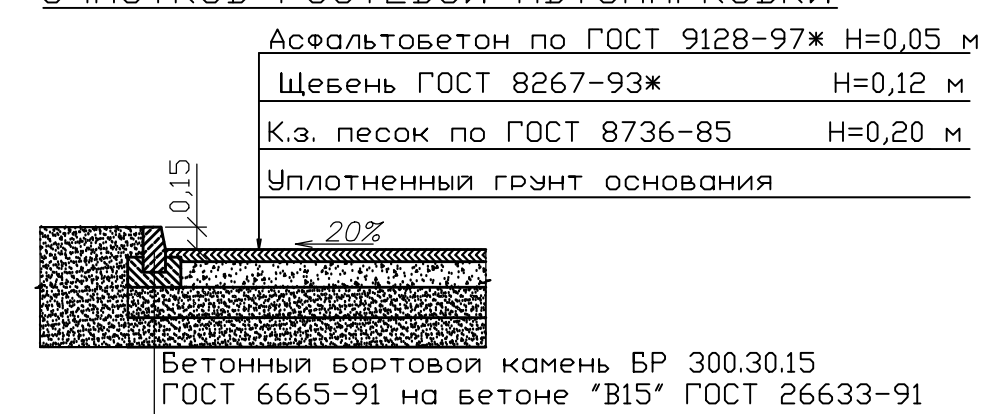 Асфальтобетон по ГОСТ 9128-97* Н=0,05 м
Щебень ГОСТ 8267-93* Н=0,12 м
К.з. песок по ГОСТ 8736-85 Н=0,20 м
Уплотненный грунт основания
0,15
20%
Бетонный бортовой камень БР 300.30.15
ГОСТ 6665-91 на бетоне "В15" ГОСТ 26633-91